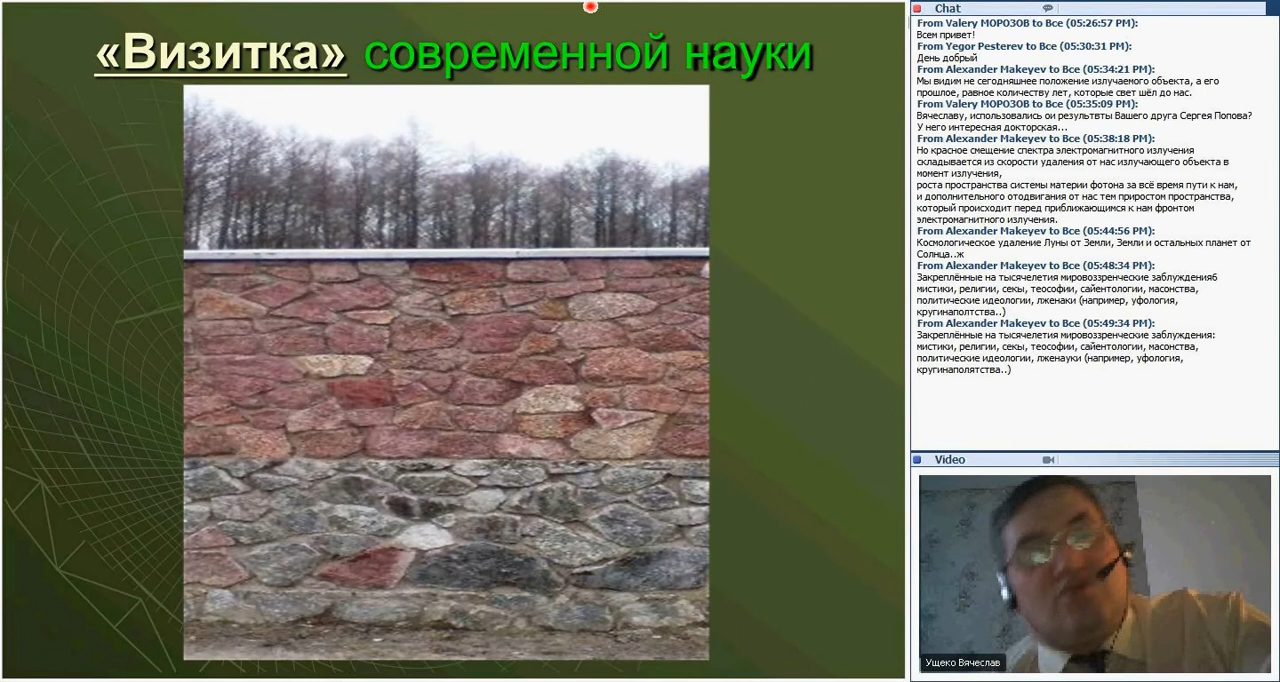 «Визитка» современной науки
Chat
From Valery МОРОЗОВ to Все (05:26:57 PM):
Всем привет!
From Yegor Pesterev to Все (05:30:31 PM):
День добрый
From Alexander Makeyev to Все (05:34:21 PM):
Мы видим не сегодняшнее положение излучаемого объекта, а его
прошлое, равное количеству лет, которые свет шёл до нас.
From Valery МОРОЗОВ to Все (05:35:09 PM):
Вячеславу, использовались ои результвты Вашего друга Сергея Попова?
У него интересная докторская...
From Alexander Makeyev to Все (05:38:18 PM):
Но красное смещение спектра электромагнитного излучения
складывается из скорости удаления от нас излучающего объекта в
момент излучения,
роста пространства системы материи фотона за всё время пути к нам,
и дополнительного отодвигания от нас тем приростом пространства,
который происходит перед приближающимся к нам фронтом
электромагнитного излучения.
From Alexander Makeyev to Все (05:44:56 PM):
Космологическое удаление Луны от Земли, Земли и остальных планет от
Солнца..ж
From Alexander Makeyev to Все (05:48:34 PM):
Закреплённые на тысячелетия мировоззренческие заблуждения6
мистики, религии, секы, теософии, сайентологии, масонства,
политические идеологии, лженаки (например, уфология,
кругинаполтства..)
From Alexander Makeyev to Все (05:49:34 PM):
Закреплённые на тысячелетия мировоззренческие заблуждения:
мистики, религии, секы, теософии, сайентологии, масонства,
политические идеологии, лженауки (например, уфология,
кругинаполятства..)
Video
Ущеко Вячеслав